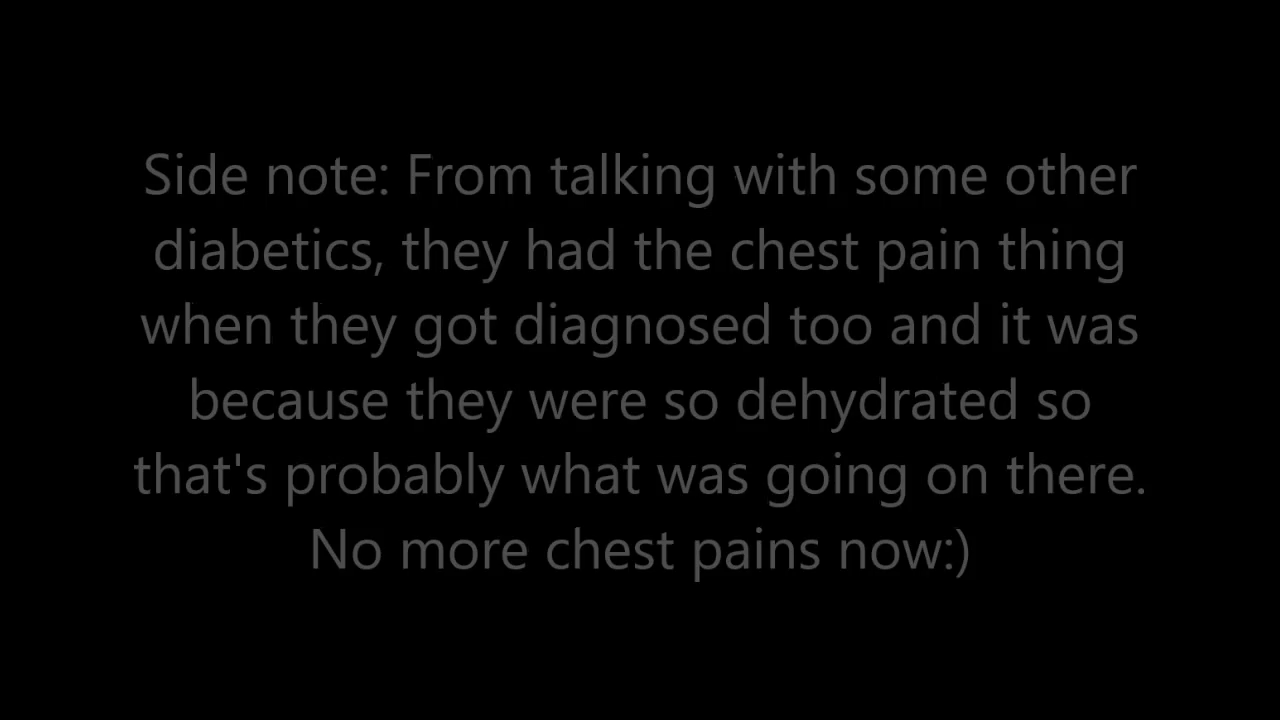 Side note: From talking with some other
diabetics, they had the chest pain thing
when they got diagnosed too and it was
because they were so dehydrated so
that's probably what was going on there.
No more chest pains now:)